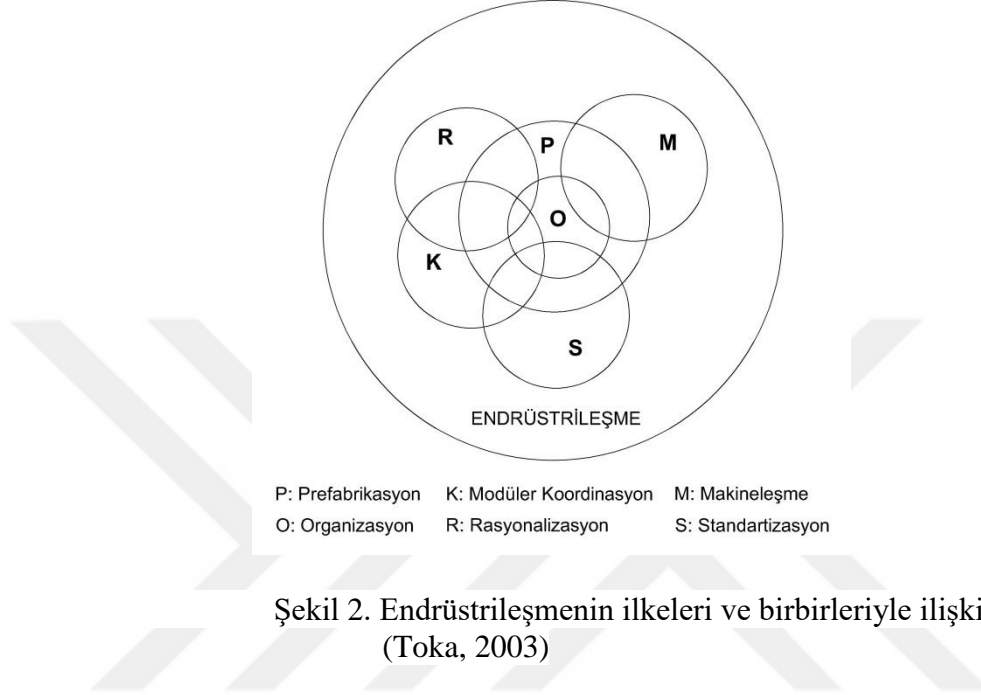 R P M
O
K
S
ENDRÜSTRİLEŞME
P: Prefabrikasyon K: Modüler Koordinasyon M: Makineleşme
O: Organizasyon R: Rasyonalizasyon S: Standartizasyon
Şekil 2. Endrüstrileşmenin ilkeleri ve birbirleriyle ilişki
(Toka, 2003)